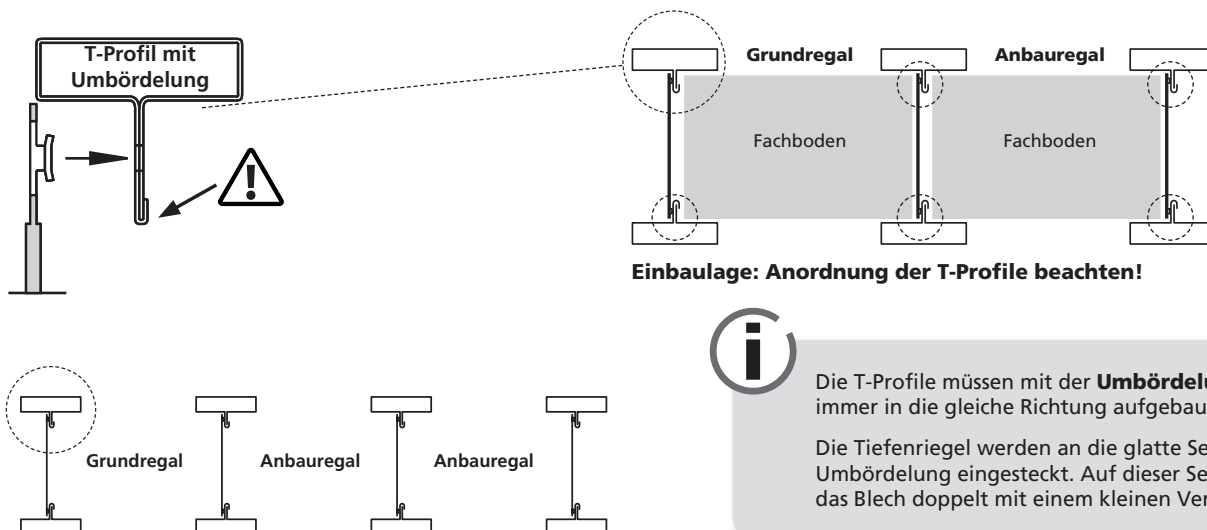 T-Profil mit
Umbördelung
Grundregal
Anbauregal
Fachboden
Fachboden
Einbaulage: Anordnung der T-Profile beachten!
Die T-Profile müssen mit der
immer in die gleiche Richtung
Die Tiefenriegel werden an die glatte
Umbördelung eingesteckt. Auf dieser
das Blech doppelt mit einem kleinen
Grundregal
Anbauregal
Anbauregal